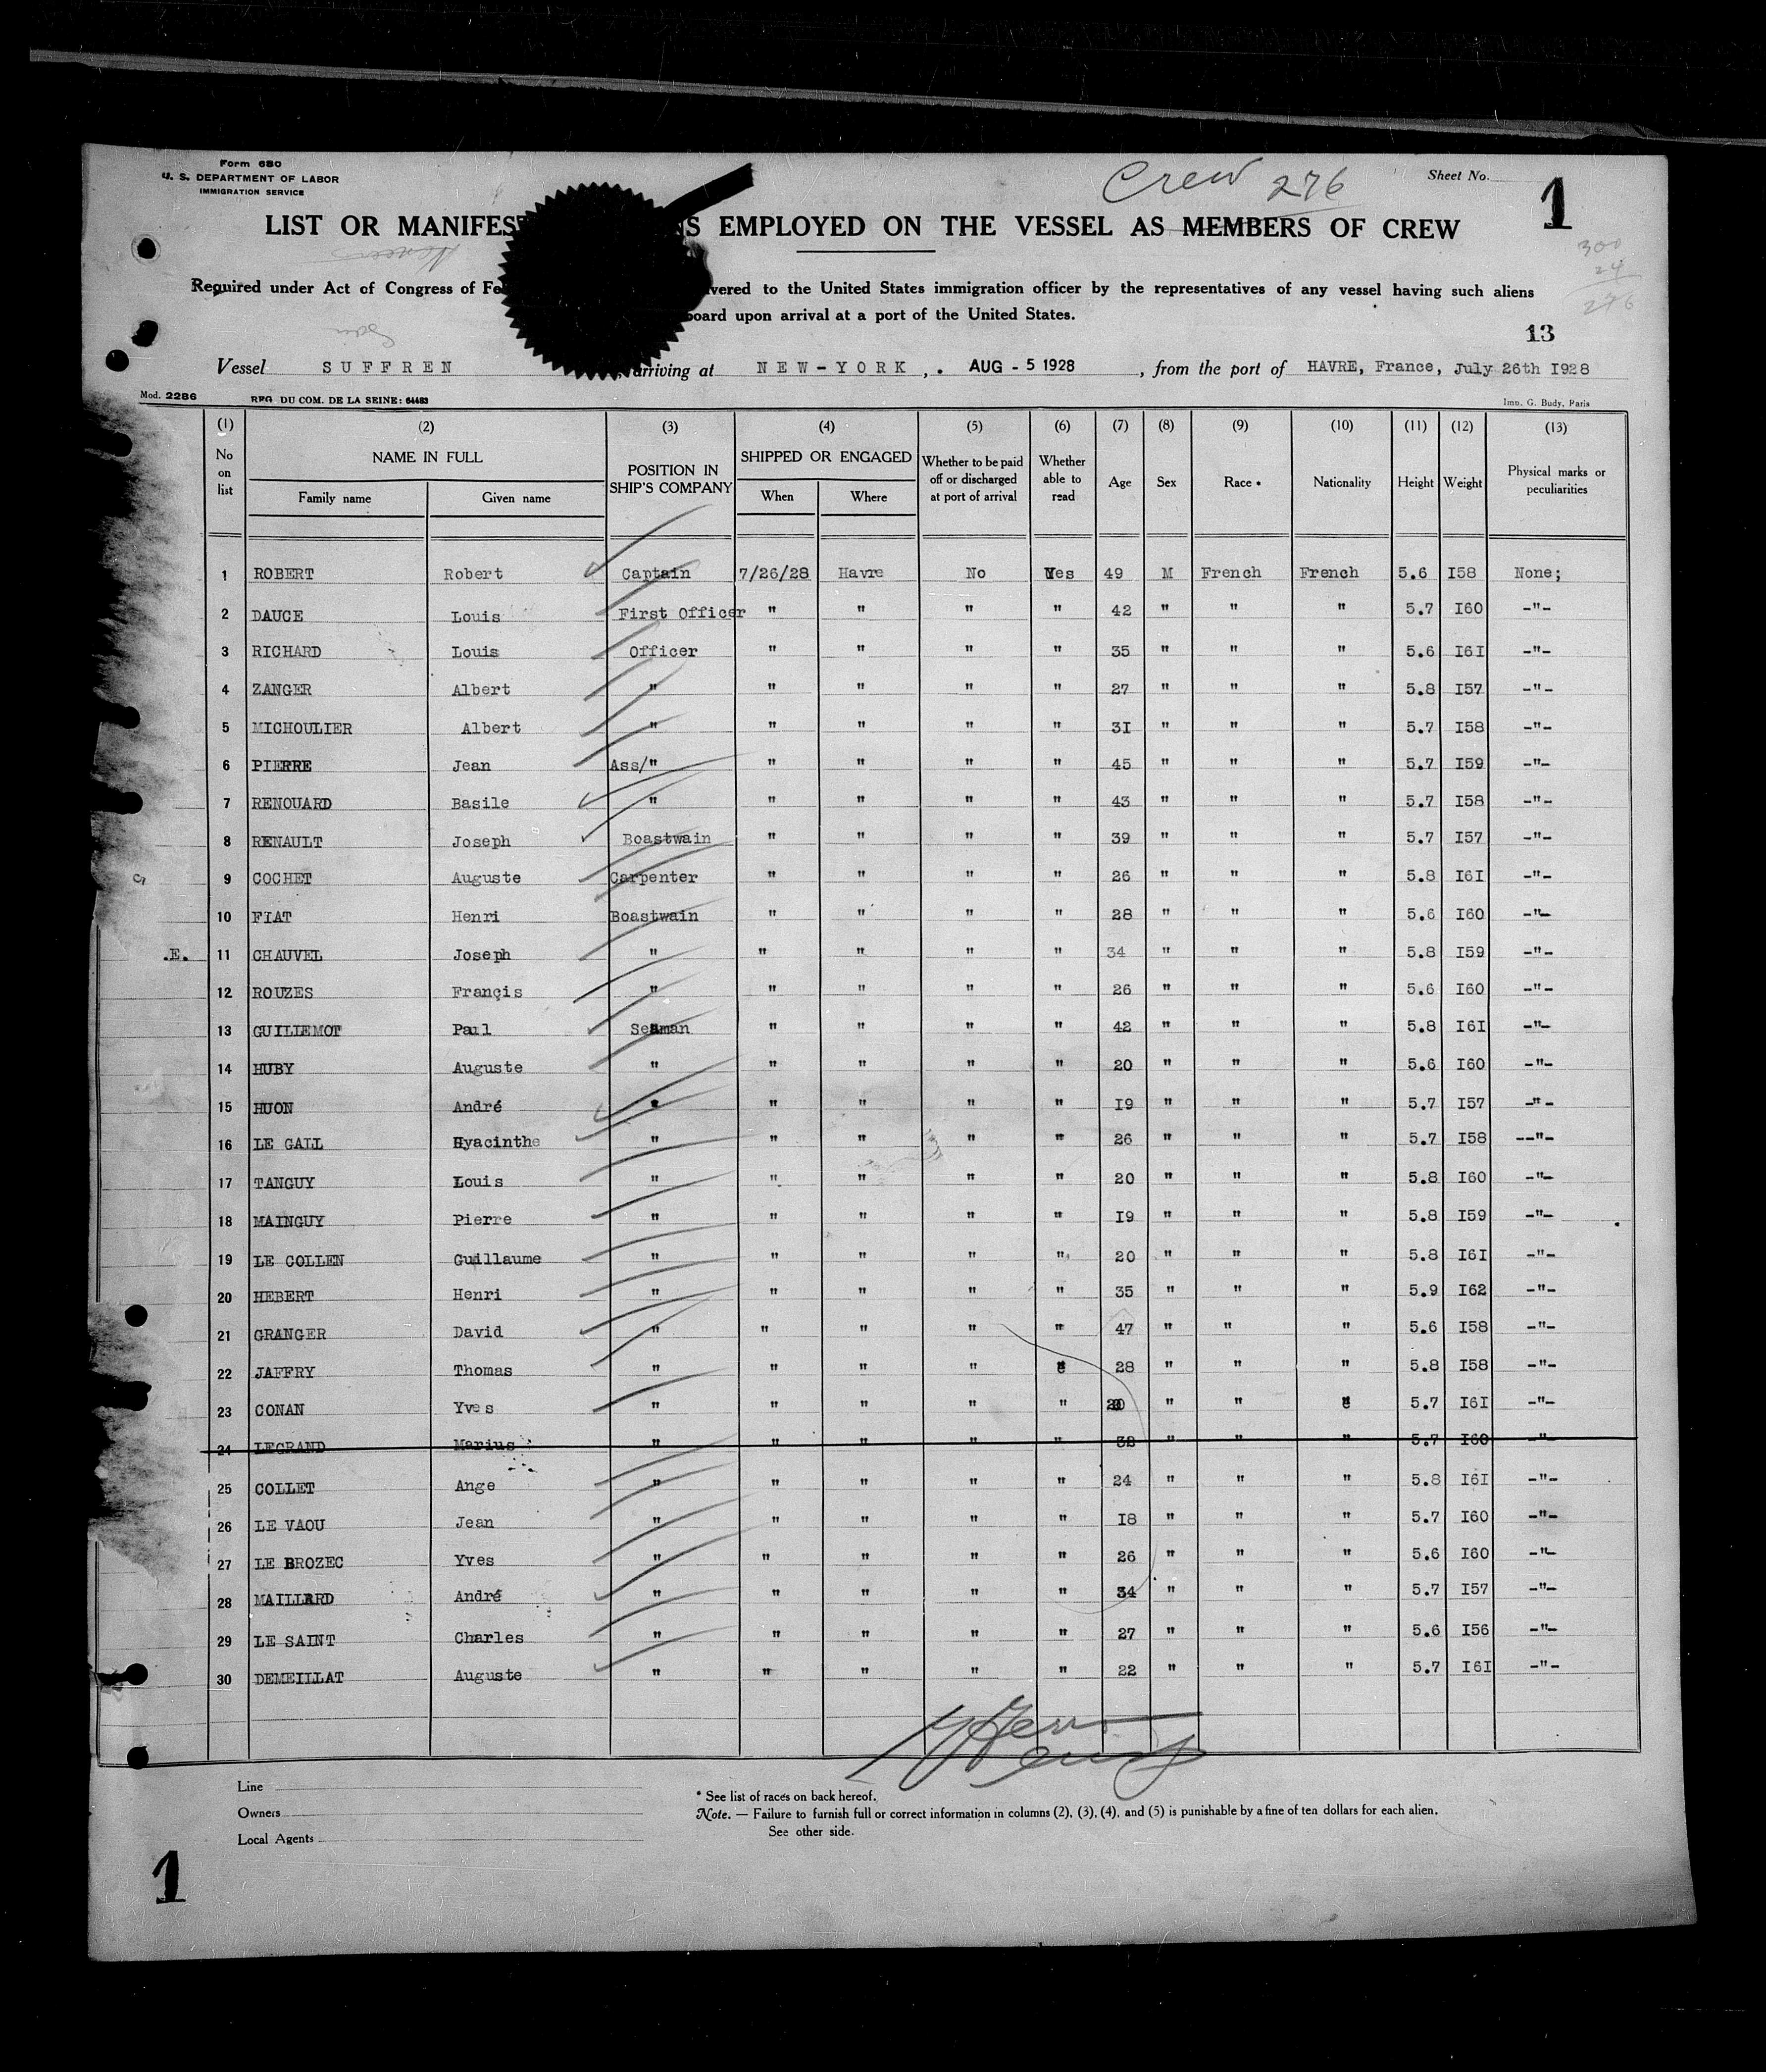 Form 680
U. S. DEPARTMENT OF LABOR
IMMIGRATION SERVICE
Crew 276
Sheet No.
1
LIST OR MANIFES NS EMPLOYED ON THE VESSEL AS MEMBERS OF CREW
300
24
276
Required under Act of Congress of Fe vered to the United States immigration officer by the representatives of any vessel having such aliens
board upon arrival at a port of the United States.
13
Vessel SUFFREN , arriving at NEW-YORK, . AUG - 5 1928 , from the port of HAVRE, France, July 26th I928
Mod. 2286 REG DU COM. DE LA SEINE: 64483 Imp. G. Budy, Paris
(1) (2) (3) (4) (5) (6) (7) (8) (9) (10) (11) (12) (13)
No on list NAME IN FULL POSITION IN SHIP'S COMPANY SHIPPED OR ENGAGED Whether to be paid off or discharged at port of arrival Whether able to read Age Sex Race • Nationality Height Weight Physical marks or peculiarities
Family name Given name When Where
1 ROBERT Robert Captain 7/26/28 Havre No Yes 49 M French French 5.6 I58 None;
2 DAUCE Louis First Officer " " " " 42 " " " 5.7 I60 -"-
3 RICHARD Louis Officer " " " " 35 " " " 5.6 I6I -"-
4 ZANGER Albert " " " " " 27 " " " 5.8 I57 -"-
5 MICHOULIER Albert " " " " " 3I " " " 5.7 I58 -"-
6 PIERRE Jean Ass/" " " " " 45 " " " 5.7 I59 -"-
7 RENOUARD Basile " " " " " 43 " " " 5.7 I58 -"-
8 RENAULT Joseph Boastwain " " " " 39 " " " 5.7 I57 -"-
9 COCHET Auguste Carpenter " " " " 26 " " " 5.8 I6I -"-
10 FIAT Henri Boastwain " " " " 28 " " " 5.6 I60 -"-
.E. 11 CHAUVEL Joseph " " " " " 34 " " " 5.8 I59 -"-
12 ROUZES Françis " " " " " 26 " " " 5.6 I60 -"-
13 GUILLEMOT Paul Seaman " " " " 42 " " " 5.8 I6I -"-
14 HUBY Auguste " " " " " 20 " " " 5.6 I60 -"-
15 HUON André " " " " " I9 " " " 5.7 I57 -"-
16 LE GALL Hyacinthe " " " " " 26 " " " 5.7 I58 --"-
17 TANGUY Louis " " " " " 20 " " " 5.8 I60 -"-
18 MAINGUY Pierre " " " " " I9 " " " 5.8 I59 -"-
19 LE COLLEN Guillaume " " " " " 20 " " " 5.8 I6I -"-
20 HEBERT Henri " " " " " 35 " " " 5.9 I62 -"-
21 GRANGER David " " " " " 47 " " " 5.6 I58 -"-
22 JAFFRY Thomas " " " " " 28 " " " 5.8 I58 -"-
23 CONAN Yves " " " " " 20 " " " 5.7 I6I -"-
24 LEGRAND Marius " " " " " 32 " " " 5.7 I60 -"-
25 COLLET Ange " " " " " 24 " " " 5.8 I6I -"-
26 LE VAOU Jean " " " " " I8 " " " 5.7 I60 -"-
27 LE BROZEC Yves " " " " " 26 " " " 5.6 I60 -"-
28 MAILLARD André " " " " " 34 " " " 5.7 I57 -"-
29 LE SAINT Charles " " " " " 27 " " " 5.6 I56 -"-
30 DEMEILLAT Auguste " " " " " 22 " " " 5.7 I6I -"-
Line
Owners
Local Agents
* See list of races on back hereof.
Note. — Failure to furnish full or correct information in columns (2), (3), (4), and (5) is punishable by a fine of ten dollars for each alien.
See other side.
1